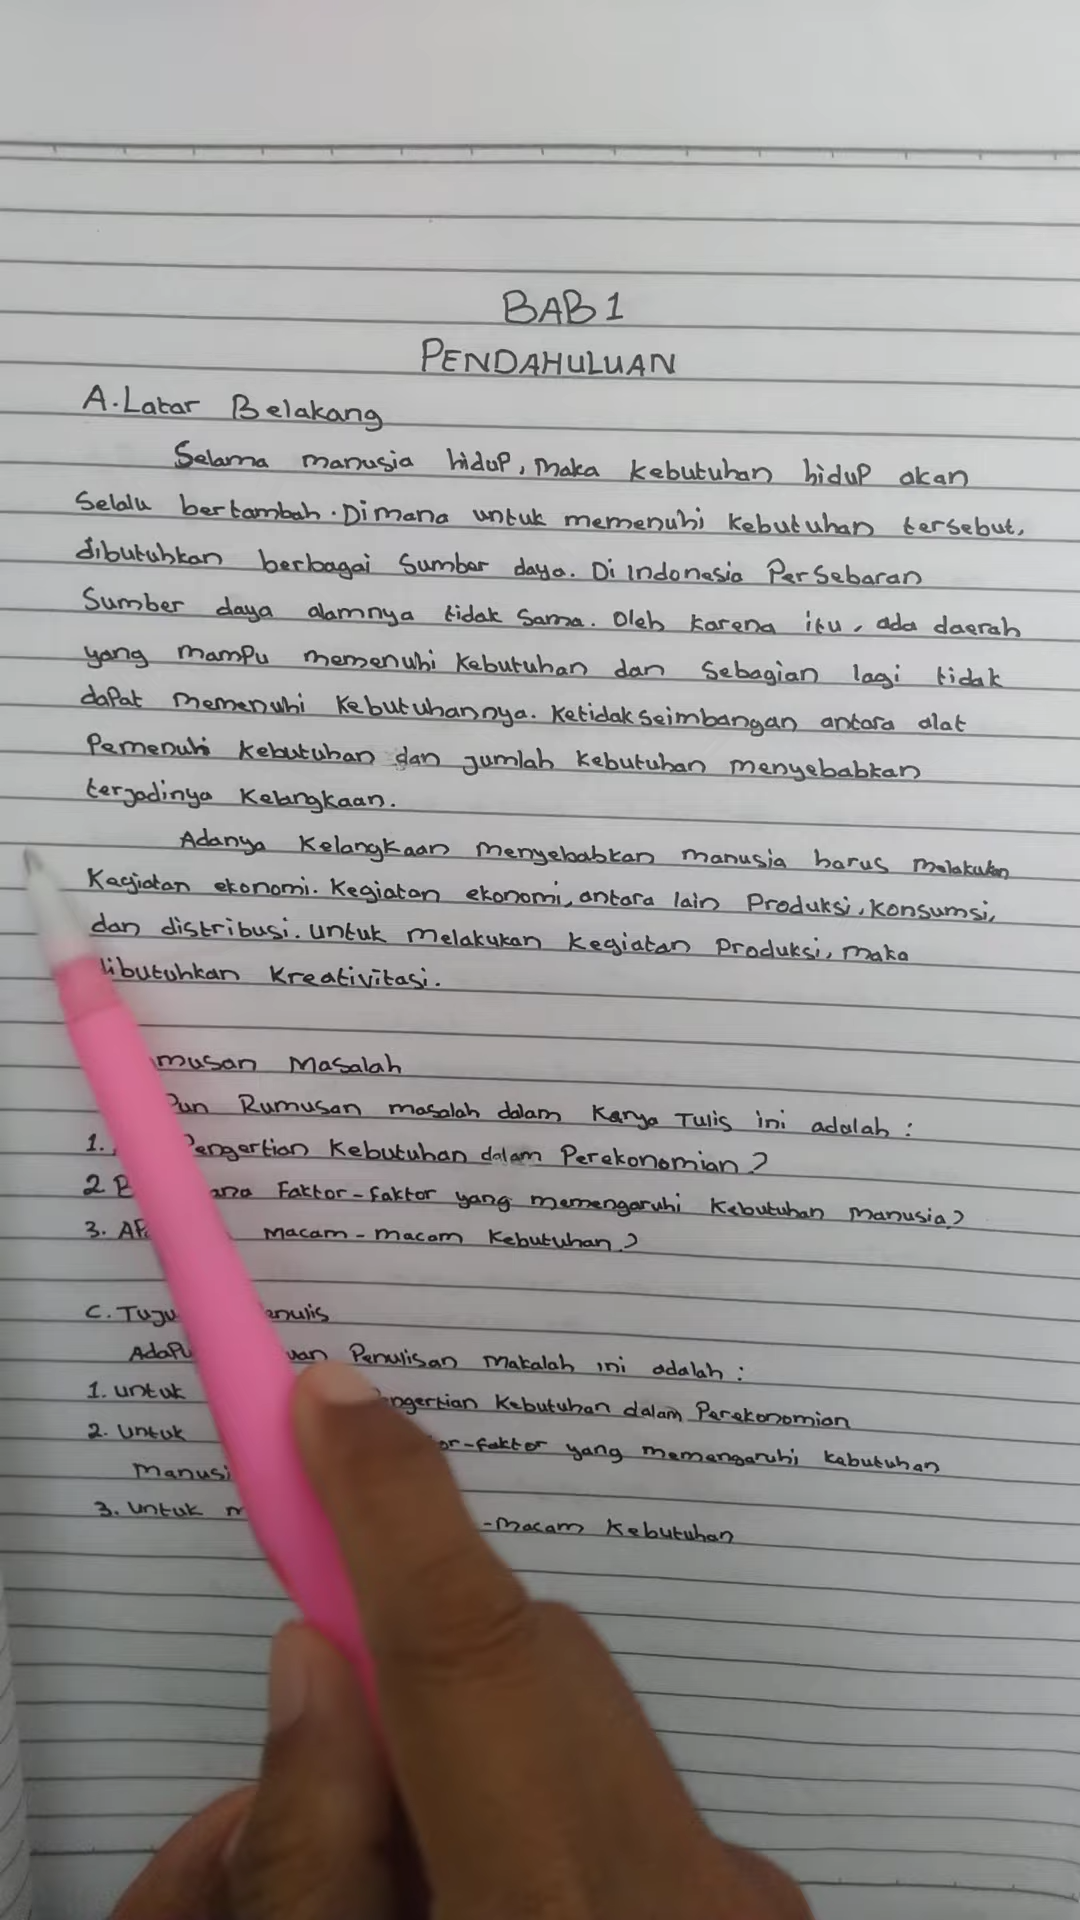 BAB 1
PENDAHULUAN
A. Latar Belakang
Selama manusia hidup, maka kebutuhan hidup akan
selalu bertambah. Dimana untuk memenuhi kebutuhan tersebut,
dibutuhkan berbagai sumber daya. Di Indonesia Persebaran
Sumber daya alamnya tidak sama. Oleh karena itu, ada daerah
yang mampu memenuhi kebutuhan dan sebagian lagi tidak
dapat memenuhi kebutuhannya. Ketidakseimbangan antara alat
Pemenuhi kebutuhan dan jumlah kebutuhan menyebabkan
terjadinya kelangkaan.
Adanya kelangkaan menyebabkan manusia harus melakukan
Kegiatan ekonomi. Kegiatan ekonomi, antara lain Produksi, Konsumsi,
dan distribusi. untuk melakukan kegiatan Produksi, maka
dibutuhkan kreativitasi.
musan Masalah
Pun Rumusan masalah dalam Karya Tulis ini adalah :
1. Pengertian Kebutuhan dalam Perekonomian ?
2 Faktor-faktor yang memengaruhi kebutuhan manusia ?
3. macam-macam kebutuhan ?
C. Tuju enulis
Adapu uan Penulisan makalah ini adalah :
1. untuk engertian Kebutuhan dalam Perekonomian
2. untuk or-faktor yang memengaruhi kebutuhan
manusi
3. untuk m -macam kebutuhan